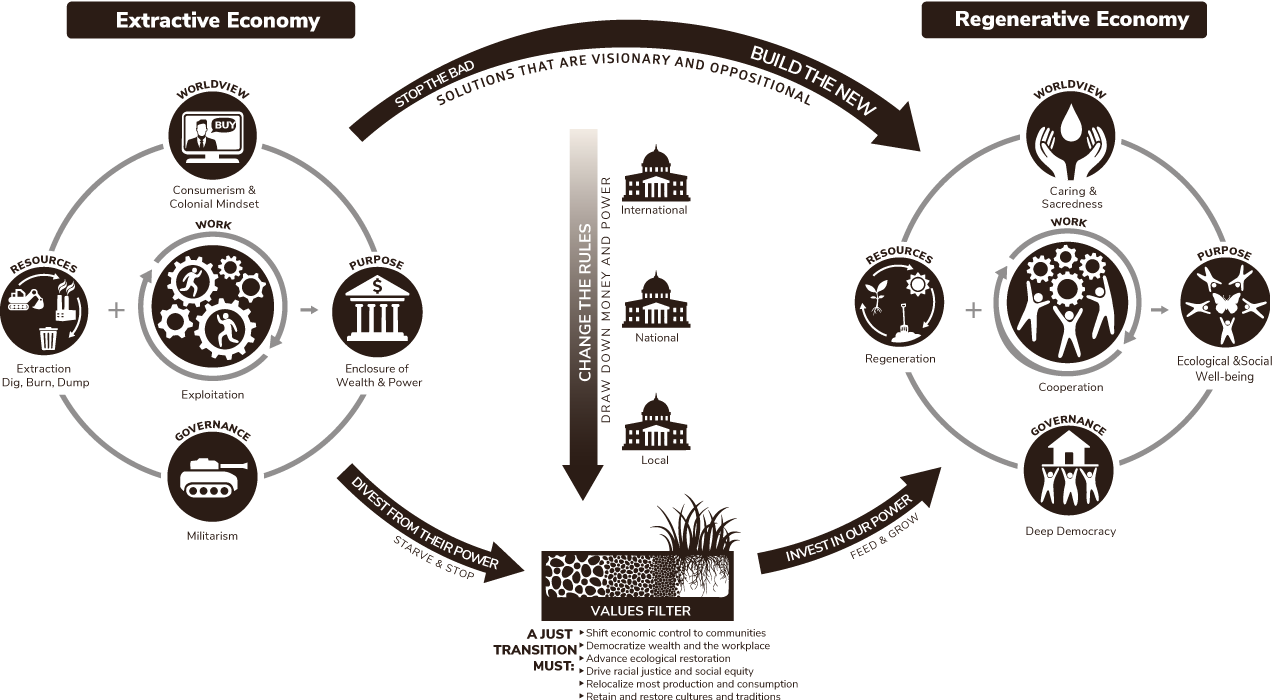 Extractive Economy
Regenerative Economy
STOP THE BAD
BUILD THE NEW
SOLUTIONS THAT ARE VISIONARY AND OPPOSITIONAL
WORLDVIEW
BUY
Consumerism &
Colonial Mindset
WORK
RESOURCES
PURPOSE
$
+
Extraction
Dig, Burn, Dump
Exploitation
Enclosure of
Wealth & Power
GOVERNANCE
Militarism
CHANGE THE RULES
DRAW DOWN MONEY AND POWER
International
National
Local
WORLDVIEW
Caring &
Sacredness
WORK
RESOURCES
PURPOSE
+
Regeneration
Cooperation
Ecological &Social
Well-being
GOVERNANCE
Deep Democracy
DIVEST FROM THEIR POWER
STARVE & STOP
INVEST IN OUR POWER
FEED & GROW
VALUES FILTER
A JUST
TRANSITION
MUST:
Shift economic control to communities
Democratize wealth and the workplace
Advance ecological restoration
Drive racial justice and social equity
Relocalize most production and consumption
Retain and restore cultures and traditions